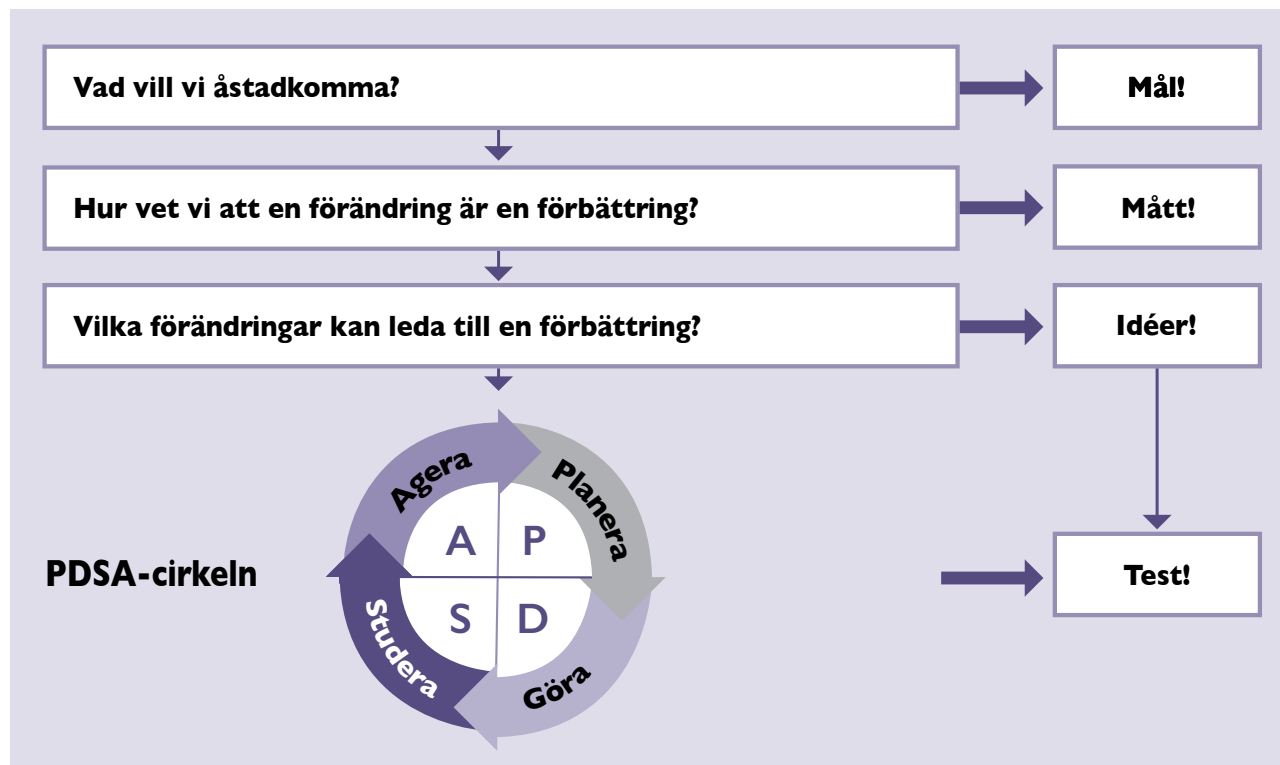 Vad vill vi åstadkomma?
Mål!
Hur vet vi att en förändring är en förbättring?
Mått!
Vilka förändringar kan leda till en förbättring?
Idéer!
PDSA-cirkeln
Agera
Planera
A
P
S
D
Studera
Göra
Test!